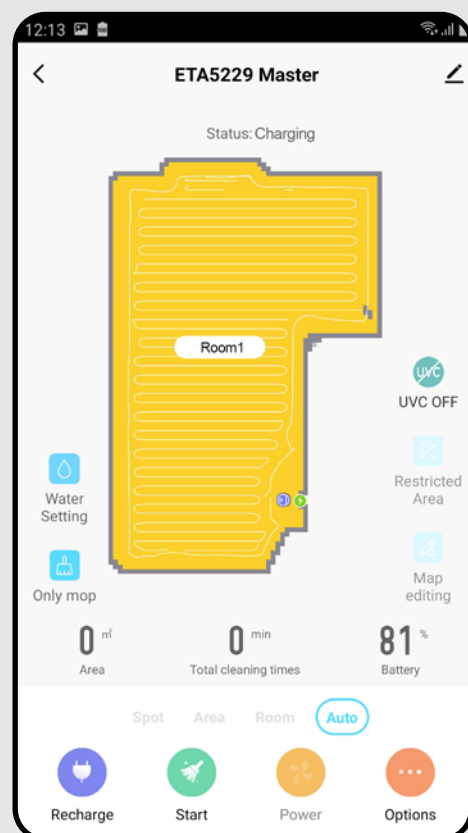 12:13
ETA5229 Master
Status: Charging
Room1
UVC
UVC OFF
Water
Setting
Restricted
Area
Only mop
Map
editing
0 ㎡
0 min
81 %
Area
Total cleaning times
Battery
Spot
Area
Room
Auto
Recharge
Start
Power
Options